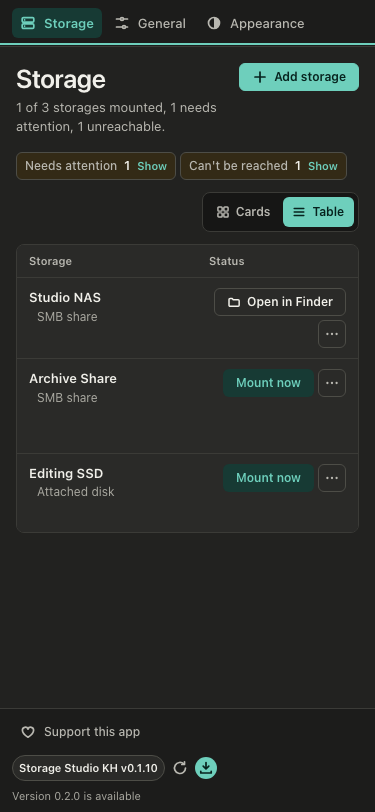 Storage General Appearance
Storage
Add storage
1 of 3 storages mounted, 1 needs
attention, 1 unreachable.
Needs attention 1 Show Can't be reached 1 Show
Cards Table
Storage Status
Studio NAS
SMB share
Open in Finder
Archive Share
SMB share
Mount now
Editing SSD
Attached disk
Mount now
Support this app
Storage Studio KH v0.1.10
Version 0.2.0 is available